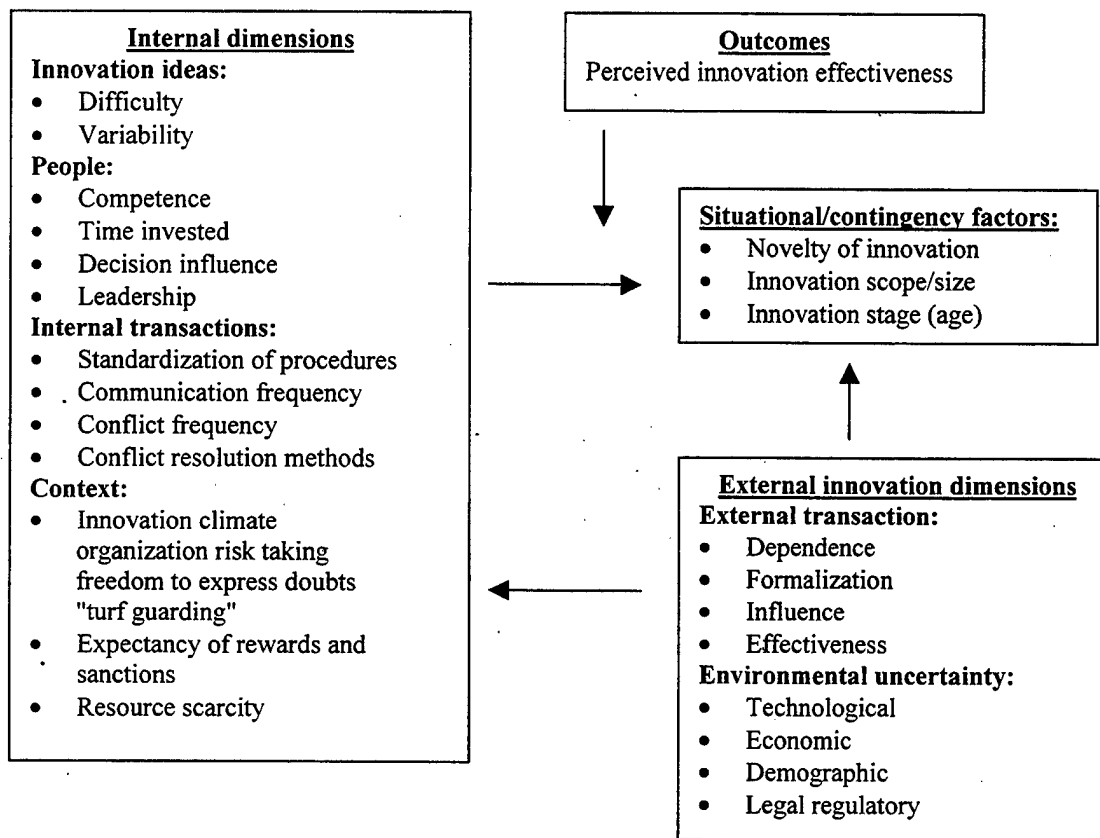 Internal dimensions
Innovation ideas:
• Difficulty
• Variability
People:
• Competence
• Time invested
• Decision influence
• Leadership
Internal transactions:
• Standardization of procedures
• Communication frequency
• Conflict frequency
• Conflict resolution methods
Context:
• Innovation climate
organization risk taking
freedom to express doubts
"turf guarding"
• Expectancy of rewards and
sanctions
• Resource scarcity
Outcomes
Perceived innovation effectiveness
Situational/contingency factors:
• Novelty of innovation
• Innovation scope/size
• Innovation stage (age)
External innovation dimensions
External transaction:
• Dependence
• Formalization
• Influence
• Effectiveness
Environmental uncertainty:
• Technological
• Economic
• Demographic
• Legal regulatory